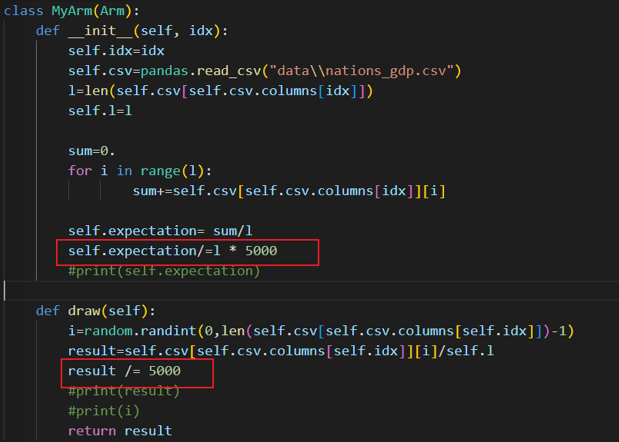 class MyArm(Arm):
def __init__(self, idx):
self.idx=idx
self.csv=pandas.read_csv("data\\nations_gdp.csv")
l=len(self.csv[self.csv.columns[idx]])
self.l=l
sum=0.
for i in range(l):
sum+=self.csv[self.csv.columns[idx]][i]
self.expectation= sum/l
self.expectation/=l * 5000
#print(self.expectation)
def draw(self):
i=random.randint(0,len(self.csv[self.csv.columns[self.idx]])-1)
result=self.csv[self.csv.columns[self.idx]][i]/self.l
result /= 5000
#print(result)
#print(i)
return result